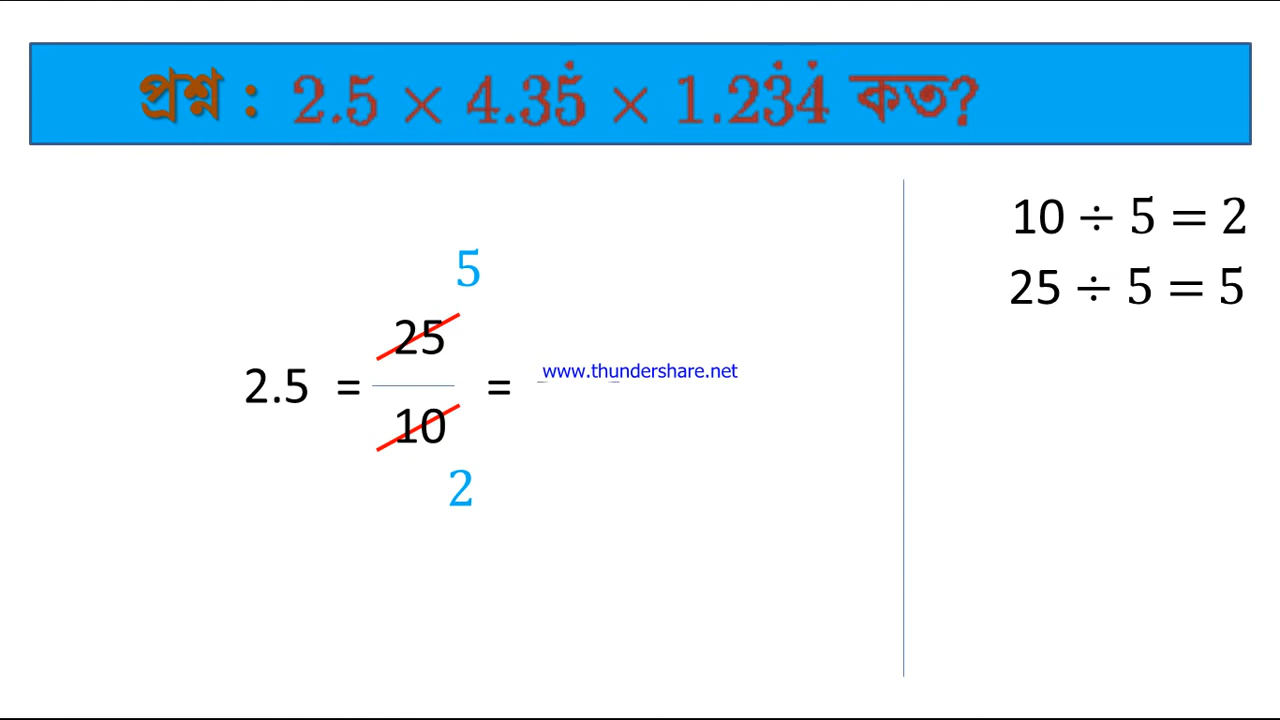 প্রশ্ন : 2.5 × 4.35̇ × 1.23̇4̇ কত?
10 ÷ 5 = 2
25 ÷ 5 = 5
5
25
2.5 = =
www.thundershare.net
10
2